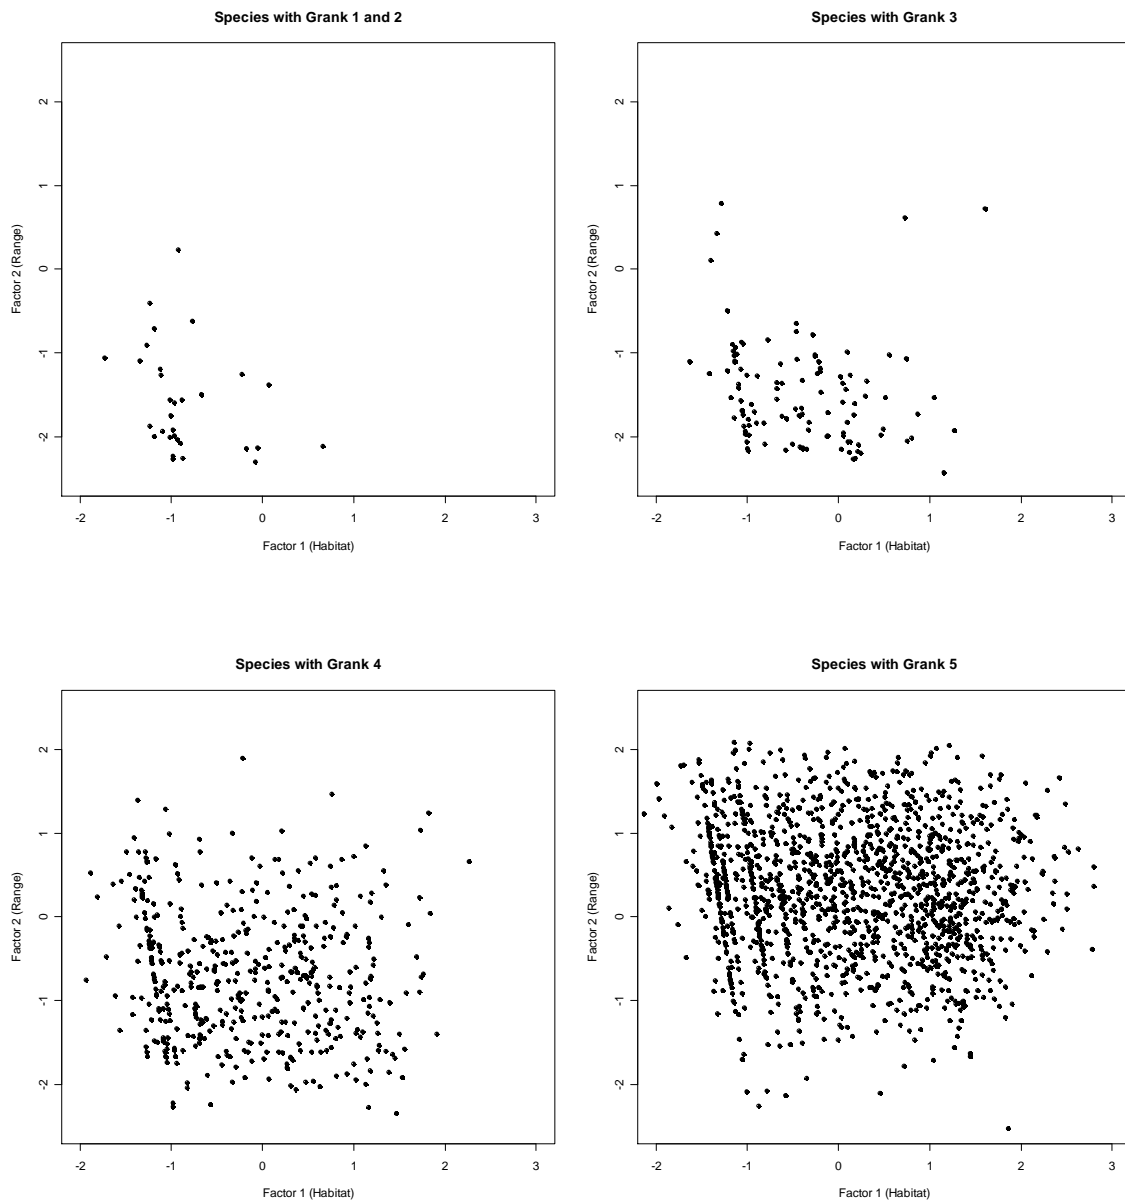 Species with Grank 1 and 2
Factor 2 (Range)
2
1
0
-1
-2
-2 -1 0 1 2 3
Factor 1 (Habitat)
Species with Grank 3
Factor 2 (Range)
2
1
0
-1
-2
-2 -1 0 1 2 3
Factor 1 (Habitat)
Species with Grank 4
Factor 2 (Range)
2
1
0
-1
-2
-2 -1 0 1 2 3
Factor 1 (Habitat)
Species with Grank 5
Factor 2 (Range)
2
1
0
-1
-2
-2 -1 0 1 2 3
Factor 1 (Habitat)